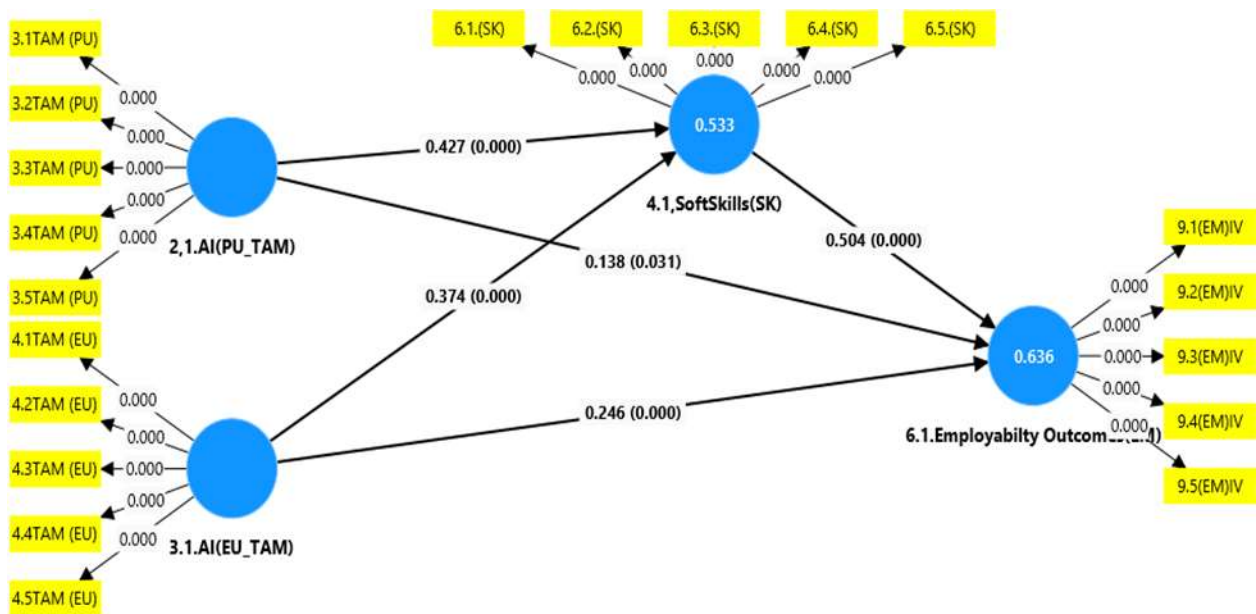 3.1TAM (PU)
3.2TAM (PU)
3.3TAM (PU)
3.4TAM (PU)
3.5TAM (PU)
0.000
0.000
0.000
0.000
0.000
2,1.AI(PU_TAM)
4.1TAM (EU)
4.2TAM (EU)
4.3TAM (EU)
4.4TAM (EU)
4.5TAM (EU)
0.000
0.000
0.000
0.000
0.000
3.1.AI(EU_TAM)
6.1.(SK)
6.2.(SK)
6.3.(SK)
6.4.(SK)
6.5.(SK)
0.000
0.000
0.000
0.000
0.000
0.533
4.1,SoftSkills(SK)
0.427 (0.000)
0.138 (0.031)
0.374 (0.000)
0.246 (0.000)
0.504 (0.000)
0.636
6.1.Employabilty
0.000
0.000
0.000
0.000
0.000
9.1(EM)IV
9.2(EM)IV
9.3(EM)IV
9.4(EM)IV
9.5(EM)IV